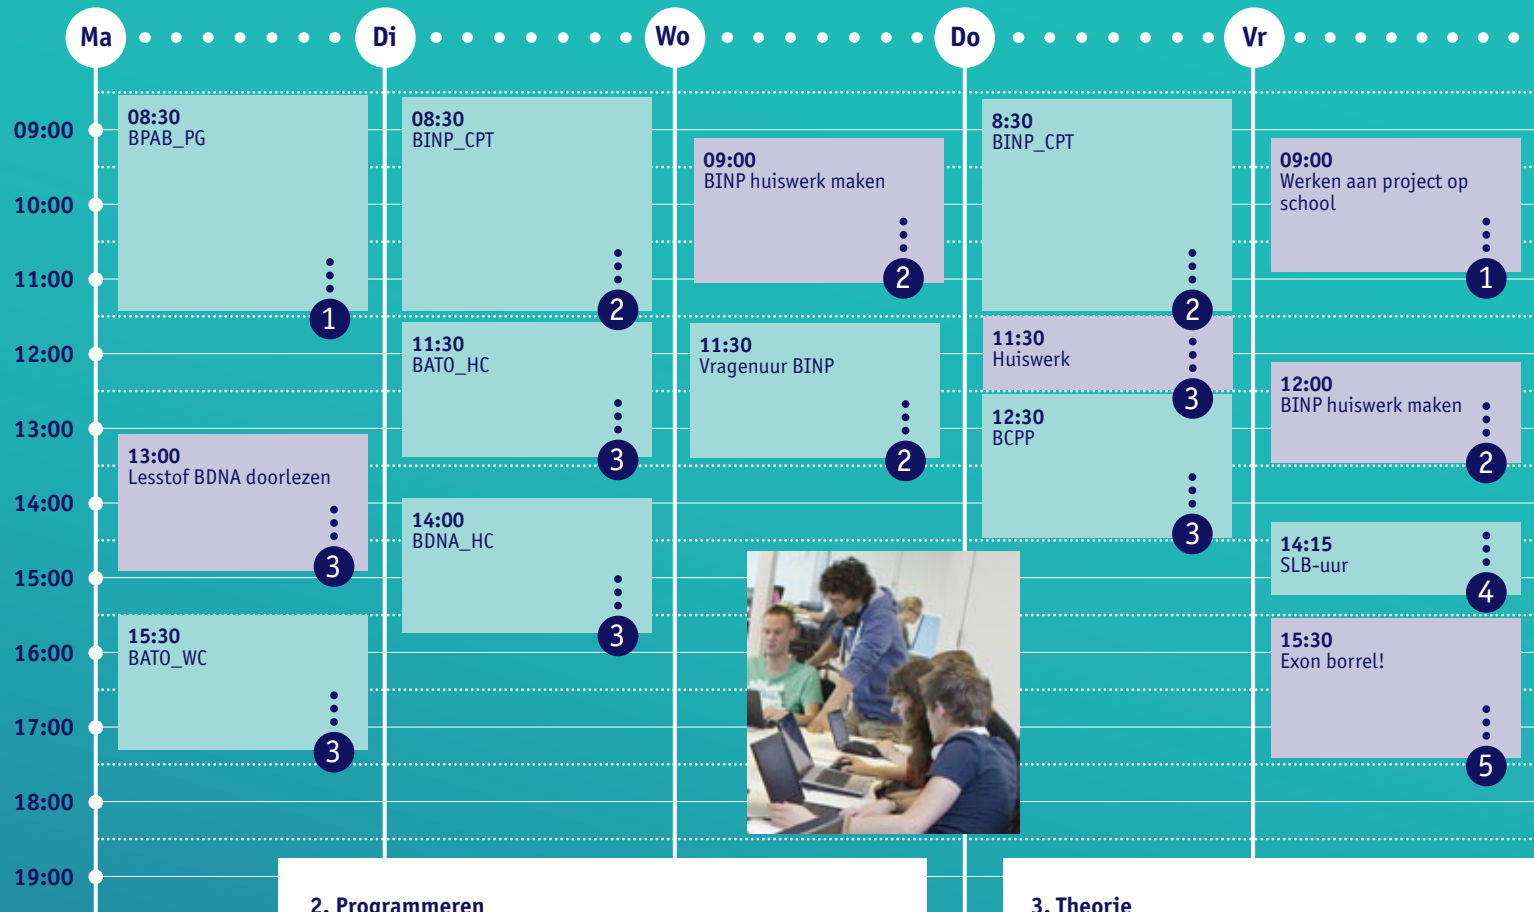 Ma Di Wo Do Vr
09:00
10:00
11:00
12:00
13:00
14:00
15:00
16:00
17:00
18:00
19:00
08:30
BPAB_PG
1
13:00
Lesstof BDNA doorlezen
3
15:30
BATO_WC
3
08:30
BINP_CPT
2
11:30
BATO_HC
3
14:00
BDNA_HC
3
09:00
BINP huiswerk maken
2
11:30
Vragenuur BINP
2
8:30
BINP_CPT
2
11:30
Huiswerk
3
12:30
BCPP
3
09:00
Werken aan project op
school
1
12:00
BINP huiswerk maken
2
14:15
SLB-uur
4
15:30
Exon borrel!
5
2. Programmeren
3. Theorie